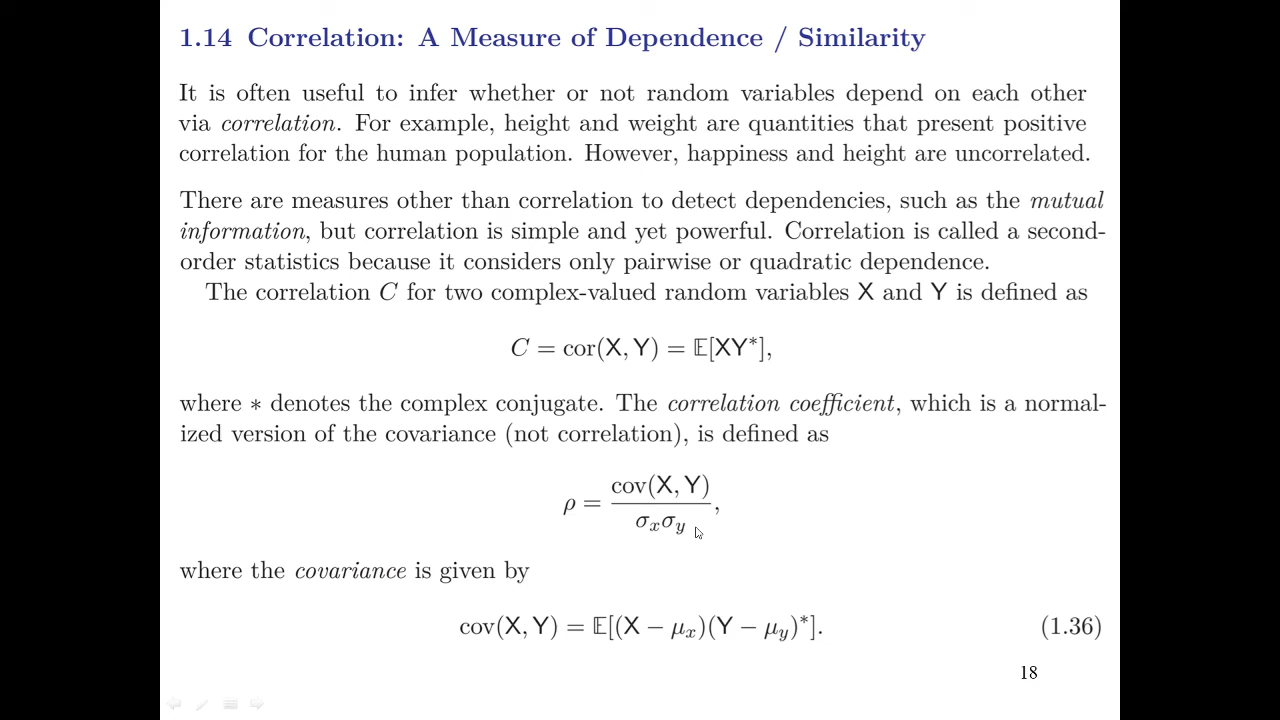 1.14 Correlation: A Measure of Dependence / Similarity
It is often useful to infer whether or not random variables depend on each other
via correlation. For example, height and weight are quantities that present positive
correlation for the human population. However, happiness and height are uncorrelated.
There are measures other than correlation to detect dependencies, such as the mutual
information, but correlation is simple and yet powerful. Correlation is called a second-
order statistics because it considers only pairwise or quadratic dependence.
The correlation C for two complex-valued random variables X and Y is defined as
C = cor(X, Y) = 𝔼[XY*],
where ∗ denotes the complex conjugate. The correlation coefficient, which is a normal-
ized version of the covariance (not correlation), is defined as
ρ = cov(X, Y) / σₓσᵧ,
where the covariance is given by
cov(X, Y) = 𝔼[(X − μₓ)(Y − μᵧ)*]. (1.36)
18